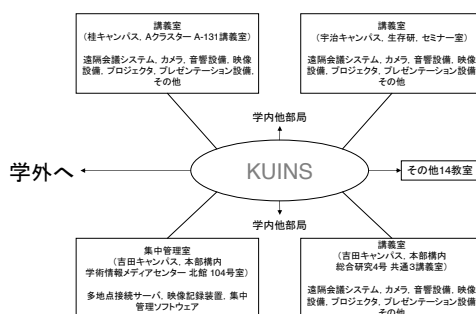 講義室
(桂キャンパス, Aクラスター A-131講義室)
遠隔会議システム, カメラ, 音響設備, 映像
設備, プロジェクタ, プレゼンテーション設備,
その他
講義室
(宇治キャンパス, 生存研, セミナー室)
遠隔会議システム, カメラ, 音響設備, 映像
設備, プロジェクタ, プレゼンテーション設備,
その他
学内他部局
学外へ
KUINS
その他14教室
学内他部局
集中管理室
(吉田キャンパス, 本部構内
学術情報メディアセンター 北館 104号室)
多地点接続サーバ, 映像記録装置, 集中
管理ソフトウェア
講義室
(吉田キャンパス, 本部構内
総合研究4号 共通3講義室)
遠隔会議システム, カメラ, 音響設備, 映像
設備, プロジェクタ, プレゼンテーション設備,
その他